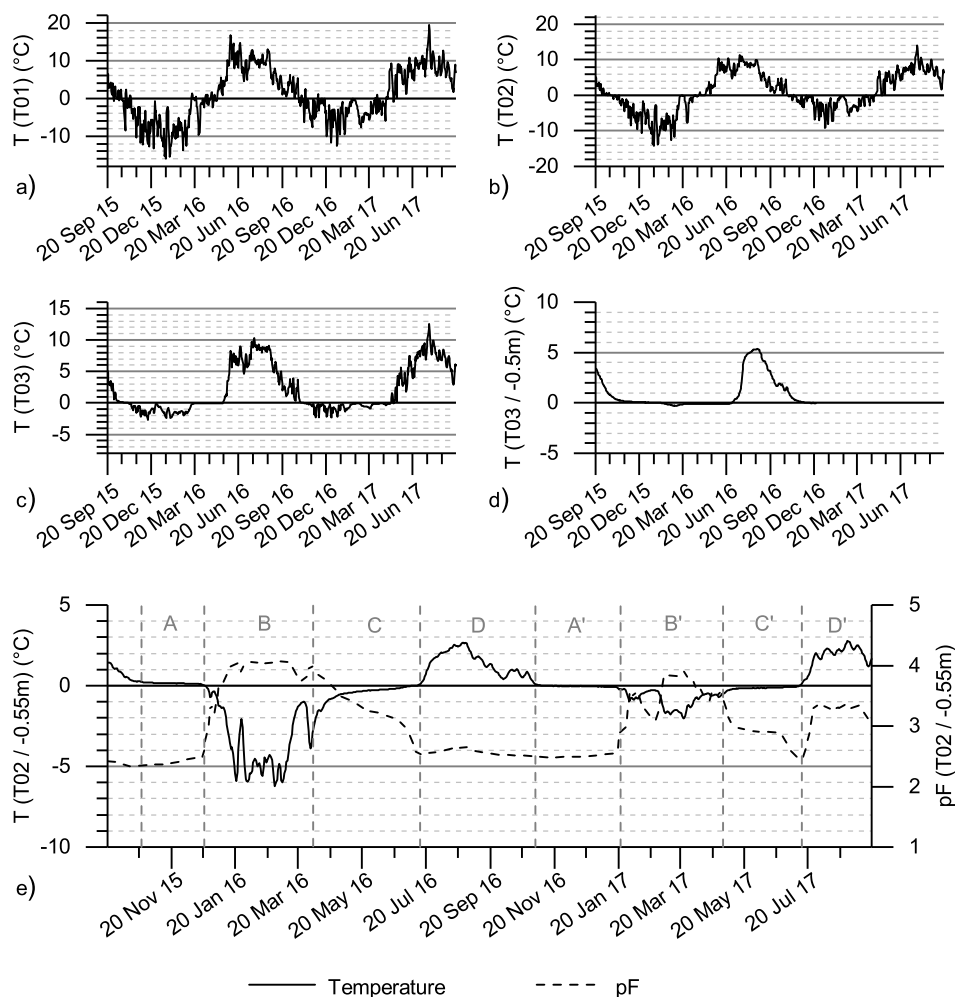 20
10
0
-10
T (T01) (°C)
a)
20 Sep 15
20 Dec 15
20 Mar 16
20 Jun 16
20 Sep 16
20 Dec 16
20 Mar 17
20 Jun 17
20
10
0
-10
-20
T (T02) (°C)
b)
20 Sep 15
20 Dec 15
20 Mar 16
20 Jun 16
20 Sep 16
20 Dec 16
20 Mar 17
20 Jun 17
15
10
5
0
-5
T (T03) (°C)
c)
20 Sep 15
20 Dec 15
20 Mar 16
20 Jun 16
20 Sep 16
20 Dec 16
20 Mar 17
20 Jun 17
10
5
0
-5
T (T03 / -0.5m) (°C)
d)
20 Sep 15
20 Dec 15
20 Mar 16
20 Jun 16
20 Sep 16
20 Dec 16
20 Mar 17
20 Jun 17
5
0
-5
-10
T (T02 / -0.55m) (°C)
A
B
C
D
A'
B'
C'
D'
5
4
3
2
1
pF (T02 / -0.55m)
e)
20 Nov 15
20 Jan 16
20 Mar 16
20 May 16
20 Jul 16
20 Sep 16
20 Nov 16
20 Jan 17
20 Mar 17
20 May 17
20 Jul 17
Temperature
pF